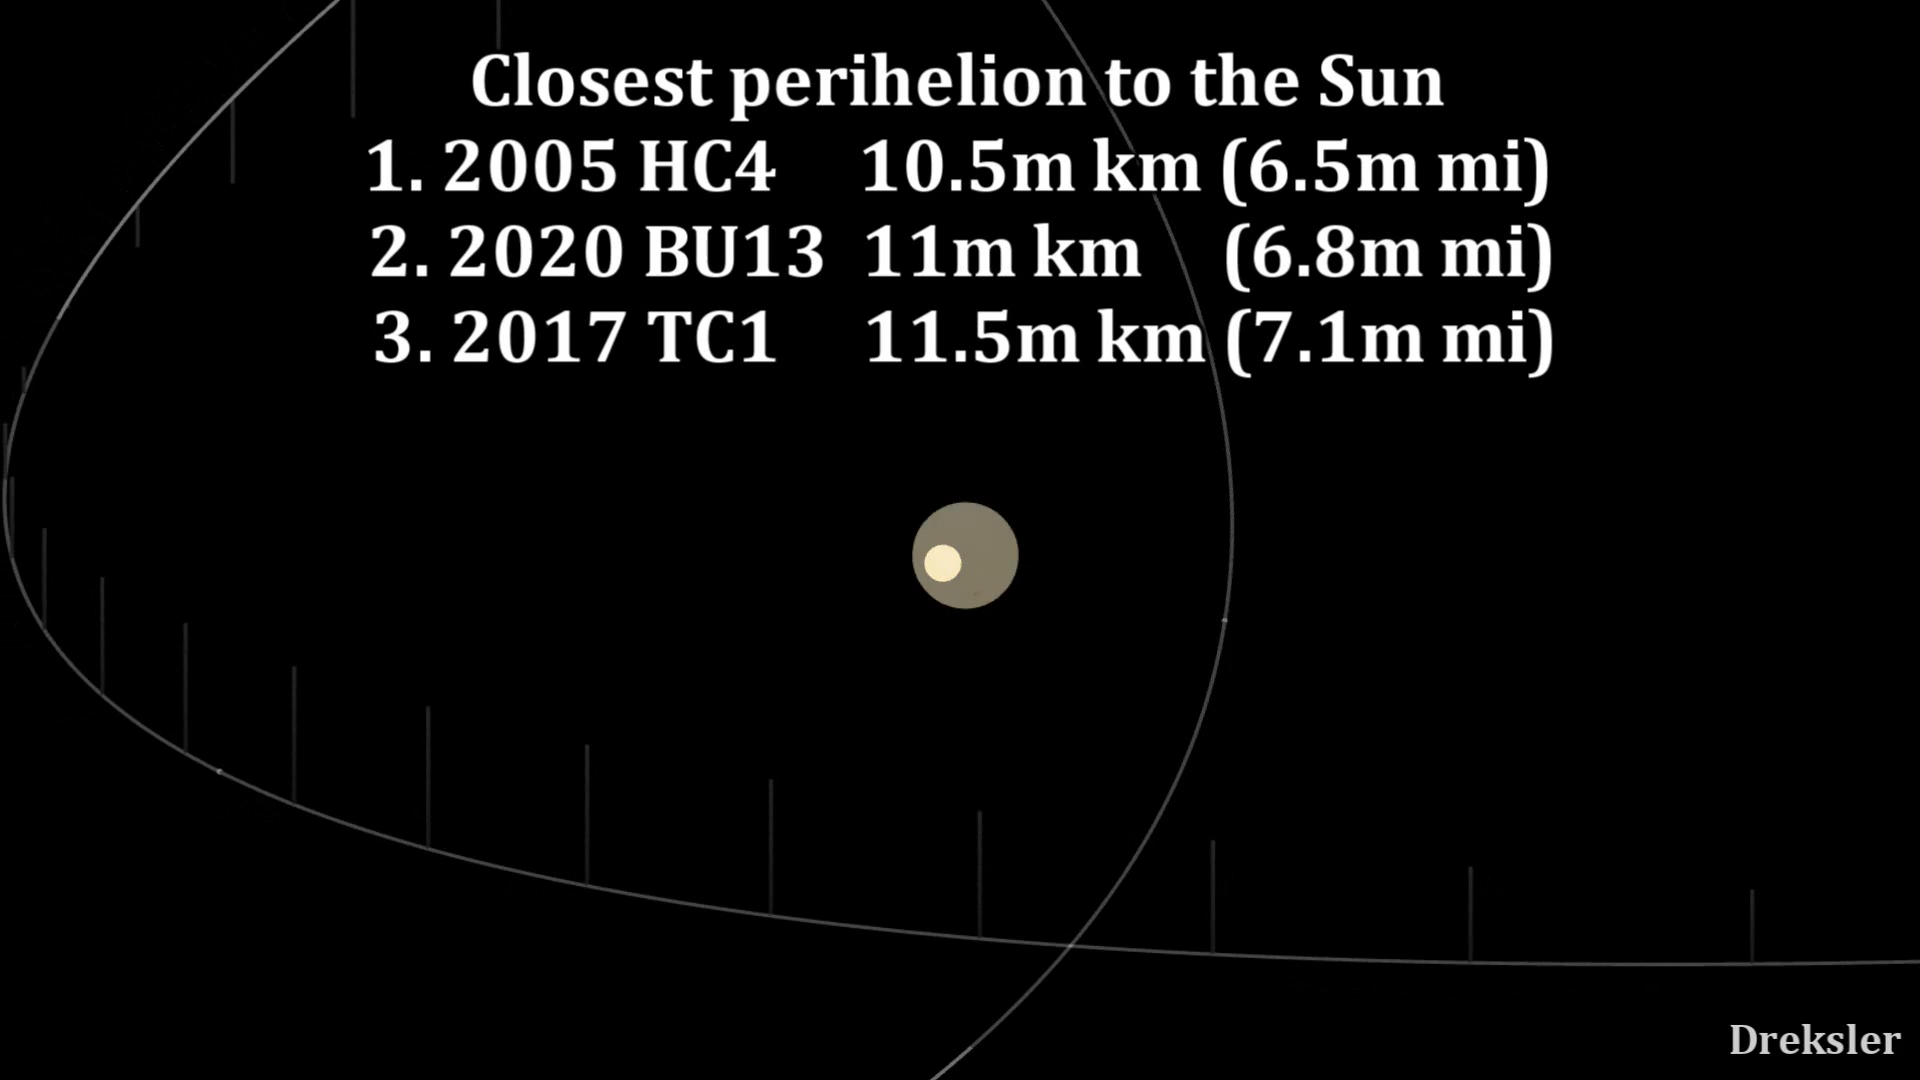 Closest perihelion to the Sun
1. 2005 HC4 10.5m km (6.5m mi)
2. 2020 BU13 11m km (6.8m mi)
3. 2017 TC1 11.5m km (7.1m mi)
Dreksler